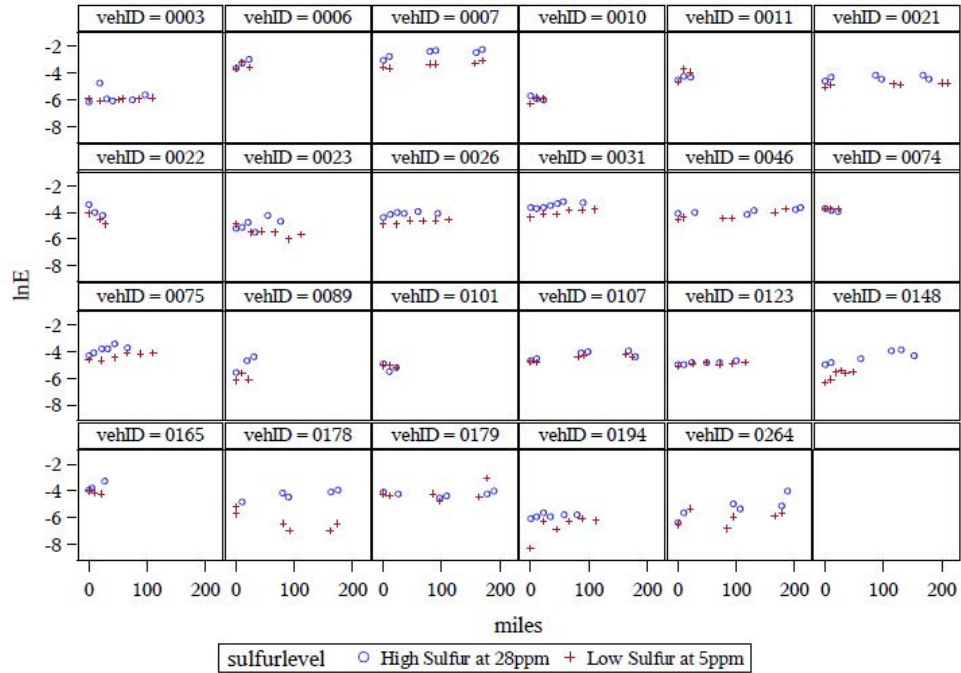 vehID = 0003 vehID = 0006 vehID = 0007 vehID = 0010 vehID = 0011 vehID = 0021
-2
-4
-6
-8
vehID = 0022 vehID = 0023 vehID = 0026 vehID = 0031 vehID = 0046 vehID = 0074
-2
-4
-6
-8
lnE
vehID = 0075 vehID = 0089 vehID = 0101 vehID = 0107 vehID = 0123 vehID = 0148
-2
-4
-6
-8
vehID = 0165 vehID = 0178 vehID = 0179 vehID = 0194 vehID = 0264
-2
-4
-6
-8
0 100 200 0 100 200 0 100 200 0 100 200 0 100 200 0 100 200
miles
sulfurlevel High Sulfur at 28ppm Low Sulfur at 5ppm